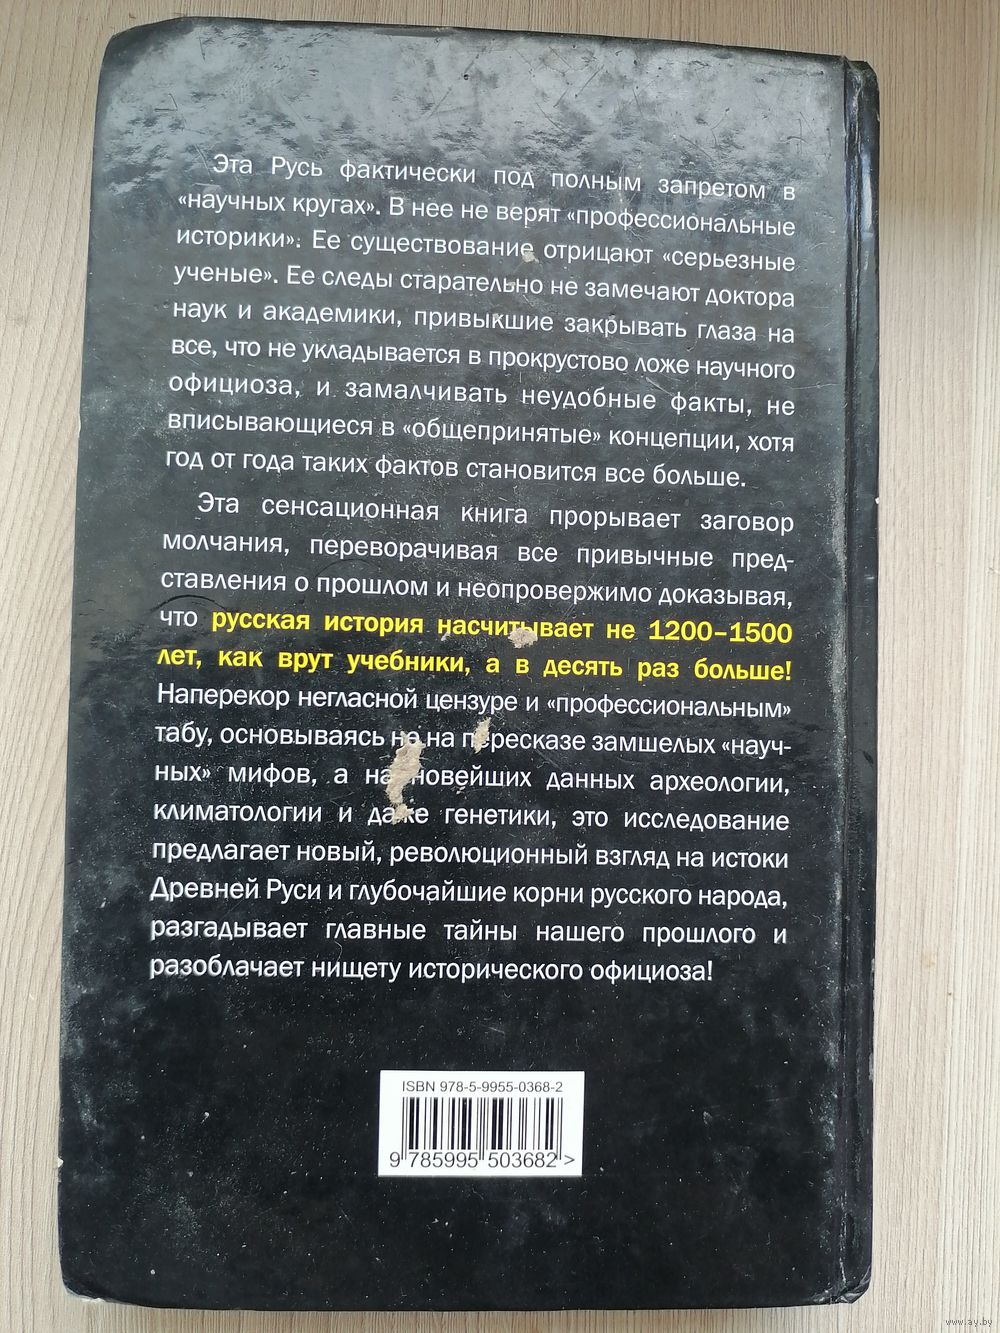 Эта Русь фактически под полным запретом в
«научных кругах». В нее не верят «профессиональные
историки». Ее существование отрицают «серьезные
ученые». Ее следы старательно не замечают доктора
наук и академики, привыкшие закрывать глаза на
все, что не укладывается в прокрустово ложе научного
официоза, и замалчивать неудобные факты, не
вписывающиеся в «общепринятые» концепции, хотя
год от года таких фактов становится все больше.
Эта сенсационная книга прорывает заговор
молчания, переворачивая все привычные пред-
ставления о прошлом и неопровержимо доказывая,
что русская история насчитывает не 1200–1500
лет, как врут учебники, а в десять раз больше!
Наперекор негласной цензуре и «профессиональным»
табу, основываясь не на пересказе замшелых «науч-
ных» мифов, а на новейших данных археологии,
климатологии и даже генетики, это исследование
предлагает новый, революционный взгляд на истоки
Древней Руси и глубочайшие корни русского народа,
разгадывает главные тайны нашего прошлого и
разоблачает нищету исторического официоза!
ISBN 978-5-9955-0368-2
9 785995 503682 >
www.ay.by